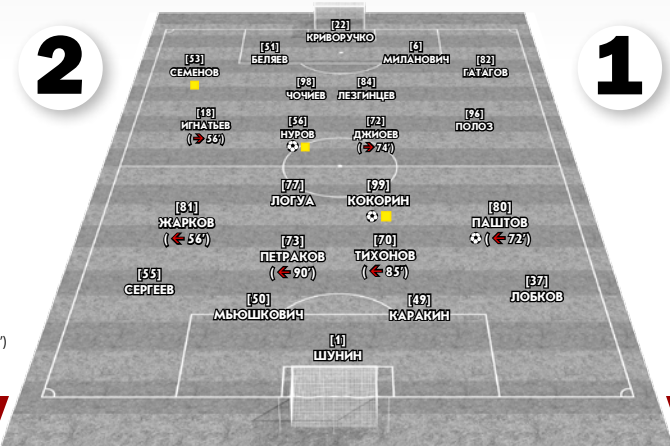 2
1
[22]
КРИВОРУЧКО
[53]
СЕМЕНОВ
[51]
БЕЛЯЕВ
[6]
МИЛАНОВИЧ
[82]
ГАТАГОВ
[98]
ЧОЧИЕВ
[84]
ЛЕЗГИНЦЕВ
[18]
ИГНАТЬЕВ
( 56')
[56]
НУРОВ
[72]
ДЖИОЕВ
( 74')
[96]
ПОЛОЗ
[77]
ЛОГУА
[99]
КОКОРИН
[81]
ЖАРКОВ
( 56')
[80]
ПАШТОВ
( 72')
[73]
ПЕТРАКОВ
( 90')
[70]
ТИХОНОВ
( 85')
[55]
СЕРГЕЕВ
[37]
ЛОБКОВ
[50]
МЬЮШКОВИЧ
[49]
КАРАКИН
[1]
ШУНИН
')